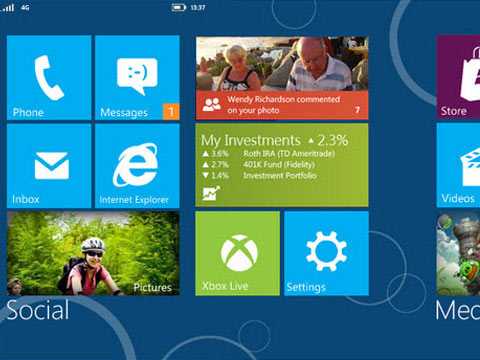 4G
13:37
Phone
Messages
:-)
1
Wendy Richardson commented
on your photo
7
Store
Inbox
Internet Explorer
My Investments ▲ 2.3%
▲ 3.6% Roth IRA (TD Ameritrade)
▲ 2.7% 401K Fund (Fidelity)
▼ 1.4% Investment Portfolio
Videos
Pictures
Xbox Live
Settings
Social
Med